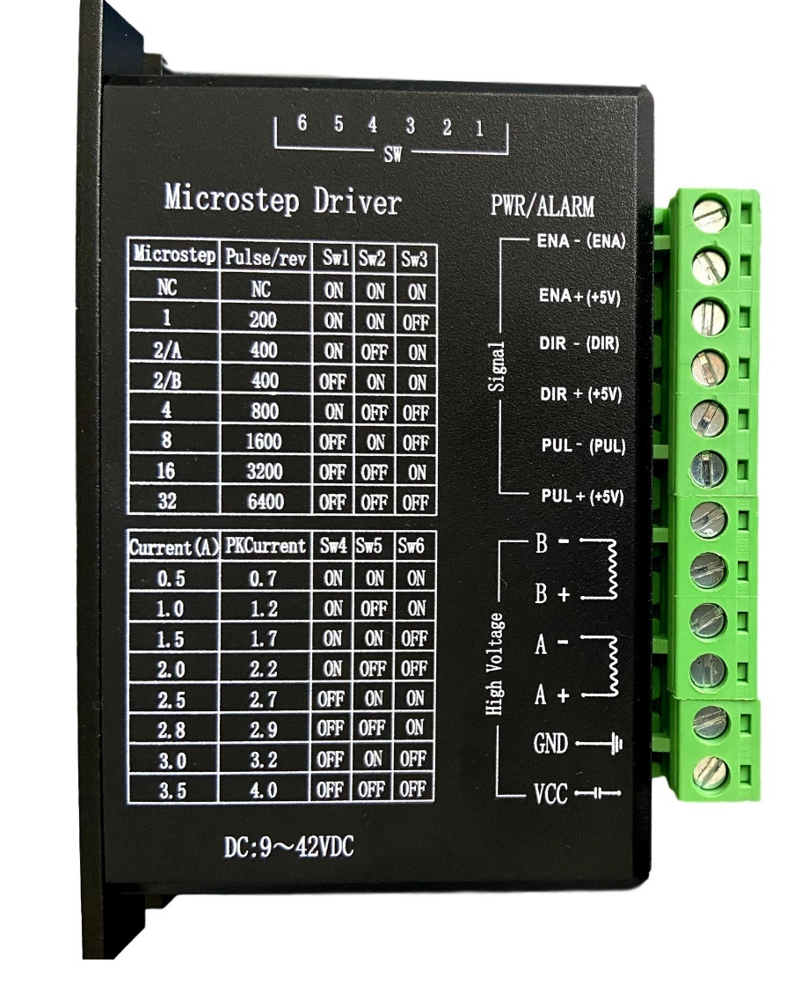 6 5 4 3 2 1
SW
Microstep Driver
Microstep Pulse/rev Sw1 Sw2 Sw3
NC NC ON ON ON
1 200 ON ON OFF
2/A 400 ON OFF ON
2/B 400 OFF ON ON
4 800 ON OFF OFF
8 1600 OFF ON OFF
16 3200 OFF OFF ON
32 6400 OFF OFF OFF
Current(A) PKCurrent Sw4 Sw5 Sw6
0.5 0.7 ON ON ON
1.0 1.2 ON OFF ON
1.5 1.7 ON ON OFF
2.0 2.2 ON OFF OFF
2.5 2.7 OFF ON ON
2.8 2.9 OFF OFF ON
3.0 3.2 OFF ON OFF
3.5 4.0 OFF OFF OFF
DC:9～42VDC
PWR/ALARM
Signal
ENA - (ENA)
ENA + (+5V)
DIR - (DIR)
DIR + (+5V)
PUL - (PUL)
PUL + (+5V)
High Voltage
B -
B +
A -
A +
GND
VCC